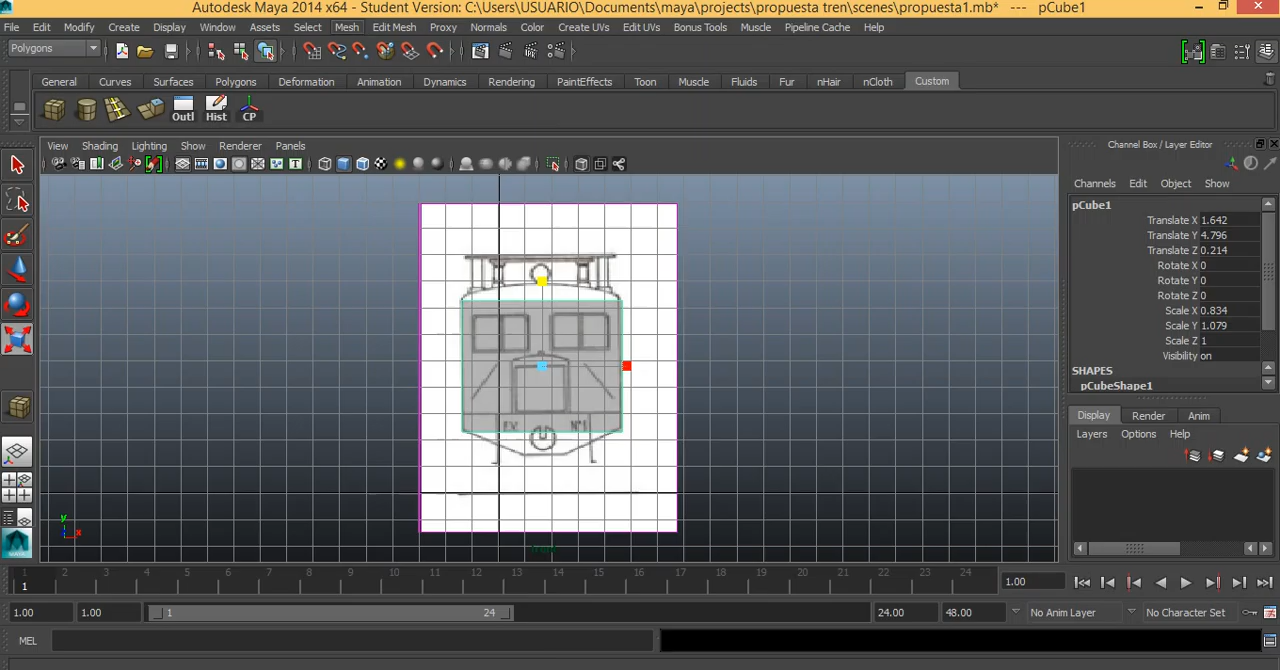 Autodesk Maya 2014 x64 - Student Version: C:\Users\USUARIO\Documents\maya\projects\propuesta tren\scenes\propuesta1.mb* --- pCube1
File Edit Modify Create Display Window Assets Select Mesh Edit Mesh Proxy Normals Color Create UVs Edit UVs Bonus Tools Muscle Pipeline Cache Help
Polygons
General Curves Surfaces Polygons Deformation Animation Dynamics Rendering PaintEffects Toon Muscle Fluids Fur nHair nCloth Custom
Outl Hist CP
View Shading Lighting Show Renderer Panels
Channel Box / Layer Editor
Channels Edit Object Show
pCube1
Translate X 1.642
Translate Y 4.796
Translate Z 0.214
Rotate X 0
Rotate Y 0
Rotate Z 0
Scale X 0.834
Scale Y 1.079
Scale Z 1
Visibility on
SHAPES
pCubeShape1
Display Render Anim
Layers Options Help
F.V. Nº1
y
x
front
MAYA
1 2 3 4 5 6 7 8 9 10 11 12 13 14 15 16 17 18 19 20 21 22 23 24
1
1.00
1.00 1.00 1 24 24.00 48.00 No Anim Layer No Character Set
MEL